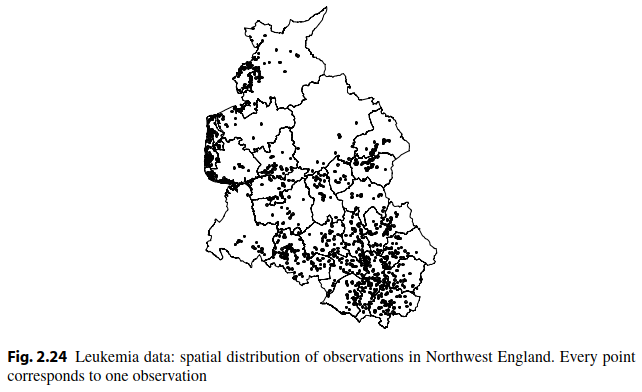 Fig. 2.24 Leukemia data: spatial distribution of observations in Northwest England. Every point
corresponds to one observation